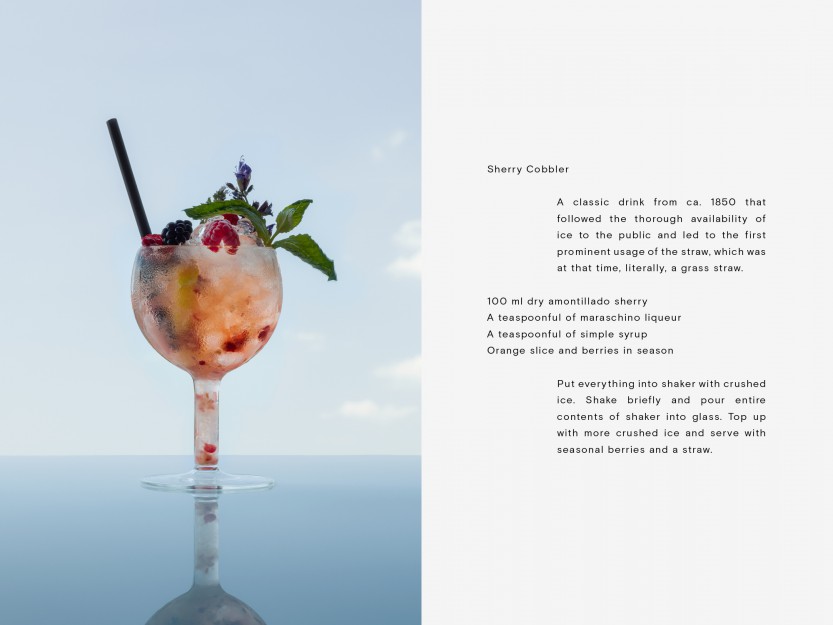 Sherry Cobbler
A classic drink from ca. 1850 that
followed the thorough availability of
ice to the public and led to the first
prominent usage of the straw, which was
at that time, literally, a grass straw.
100 ml dry amontillado sherry
A teaspoonful of maraschino liqueur
A teaspoonful of simple syrup
Orange slice and berries in season
Put everything into shaker with crushed
ice. Shake briefly and pour entire
contents of shaker into glass. Top up
with more crushed ice and serve with
seasonal berries and a straw.